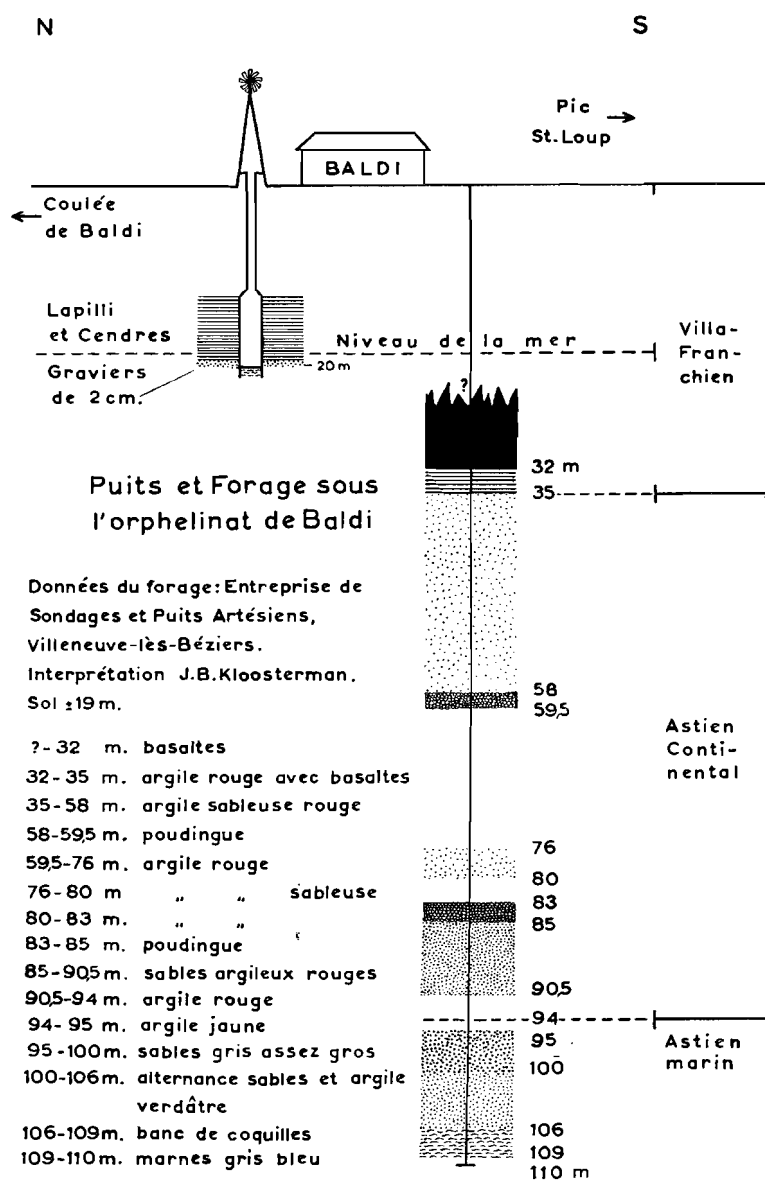 N
S
Pic
St. Loup
BALDI
Coulée
de Baldi
Lapilli
et Cendres
Niveau de la mer
Villa-
Fran-
chien
Graviers
de 2 cm.
20 m
?
32 m
35
Puits et Forage sous
l'orphelinat de Baldi
Données du forage: Entreprise de
Sondages et Puits Artésiens,
Villeneuve-lès-Béziers.
Interprétation J.B. Kloosterman.
Sol ±19 m.
58
59,5
Astien
Conti-
nental
76
80
83
85
90,5
94
95
100
106
109
110 m
Astien
marin
?-32 m. basaltes
32-35 m. argile rouge avec basaltes
35-58 m. argile sableuse rouge
58-59,5 m. poudingue
59,5-76 m. argile rouge
76-80 m „ „ sableuse
80-83 m. „ „
83-85 m. poudingue
85-90,5 m. sables argileux rouges
90,5-94 m. argile rouge
94-95 m. argile jaune
95-100 m. sables gris assez gros
100-106 m. alternance sables et argile
verdâtre
106-109 m. banc de coquilles
109-110 m. marnes gris bleu